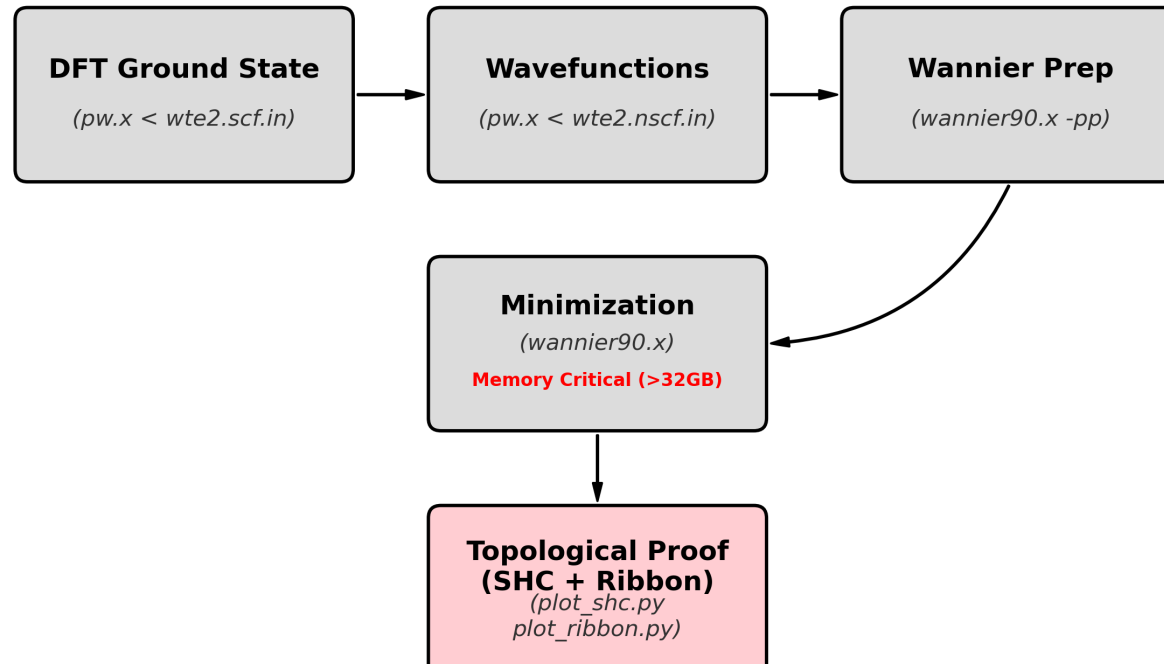 DFT Ground State
(pw.x < wte2.scf.in)
Wavefunctions
(pw.x < wte2.nscf.in)
Wannier Prep
(wannier90.x -pp)
Minimization
(wannier90.x)
Memory Critical (>32GB)
Topological Proof
(SHC + Ribbon)
(plot_shc.py
plot_ribbon.py)